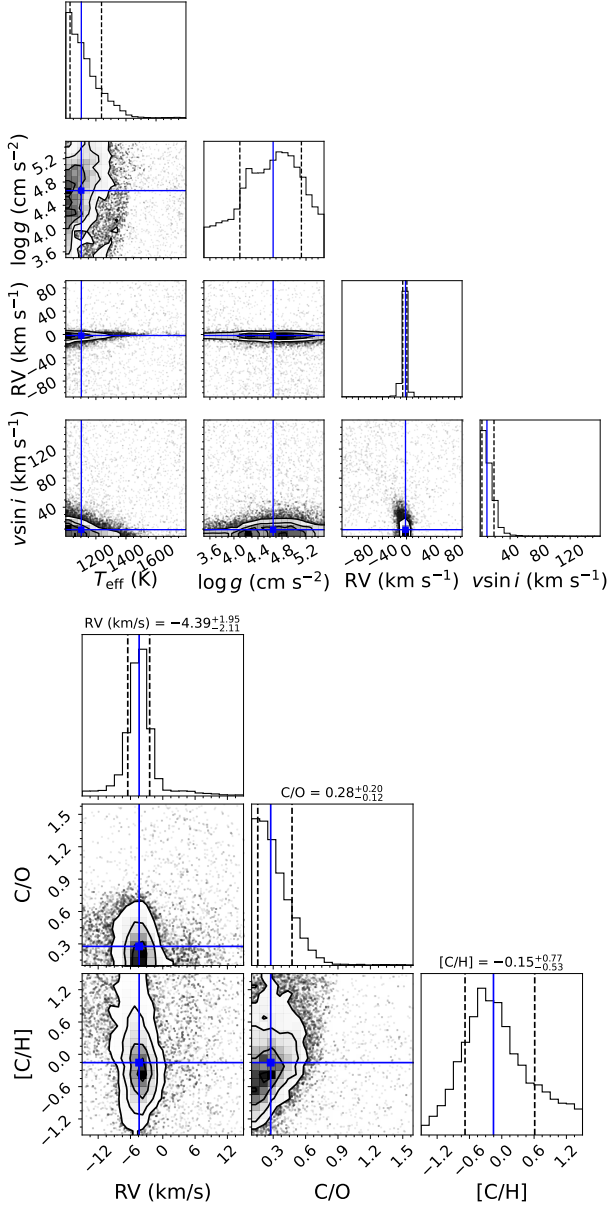 log g (cm s⁻²)
5.2
4.8
4.4
4.0
3.6
RV (km s⁻¹)
80
40
0
−40
−80
v sin i (km s⁻¹)
160
120
80
40
1200 1400 1600
T_eff (K)
3.6 4.0 4.4 4.8 5.2
log g (cm s⁻²)
−80 −40 0 40 80
RV (km s⁻¹)
40 80 120 160
v sin i (km s⁻¹)
RV (km/s) = −4.39 +1.95 −2.11
C/O = 0.28 +0.20 −0.12
C/O
1.5
1.2
0.9
0.6
0.3
[C/H] = −0.15 +0.77 −0.53
[C/H]
1.2
0.6
0.0
−0.6
−1.2
−12 −6 0 6 12
RV (km/s)
0.3 0.6 0.9 1.2 1.5
C/O
−1.2 −0.6 0.0 0.6 1.2
[C/H]